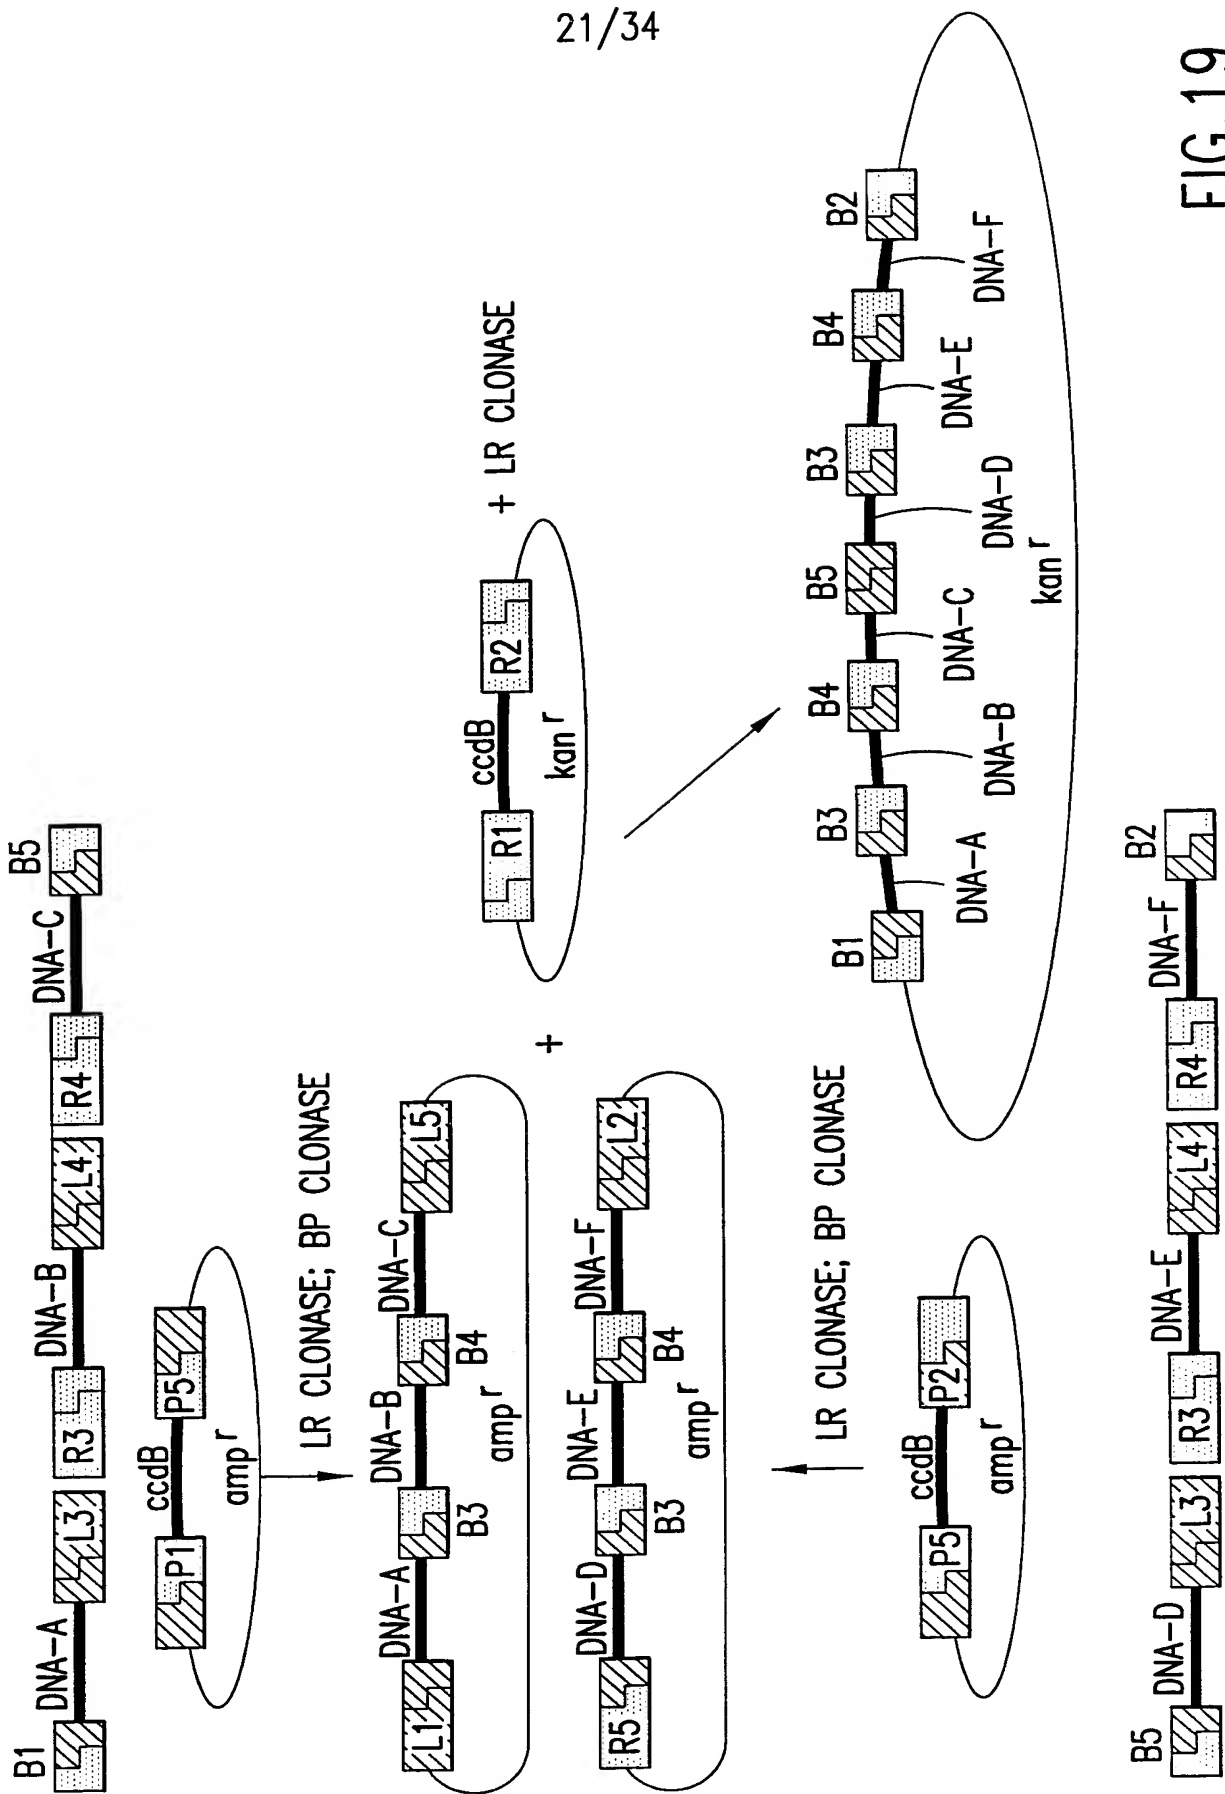 21/34
B1 DNA-A L3 R3 DNA-B L4 R4 DNA-C B5
P1 ccdB P5
amp r
LR CLONASE; BP CLONASE
L1 DNA-A B3 DNA-B B4 DNA-C L5
amp r
+
R1 ccdB R2
kan r
+ LR CLONASE
R5 DNA-D B3 DNA-E B4 DNA-F L2
amp r
LR CLONASE; BP CLONASE
P5 ccdB P2
amp r
B5 DNA-D L3 R3 DNA-E L4 R4 DNA-F B2
B1 B3 B4 B5 B3 B4 B2
DNA-A DNA-B DNA-C DNA-D DNA-E DNA-F
kan r
FIG.19